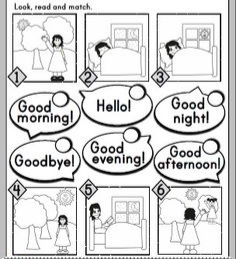 Look, read and match.
1
2
3
Good
morning!
Hello!
Good
night!
Goodbye!
Good
evening!
Good
afternoon!
4
5
6